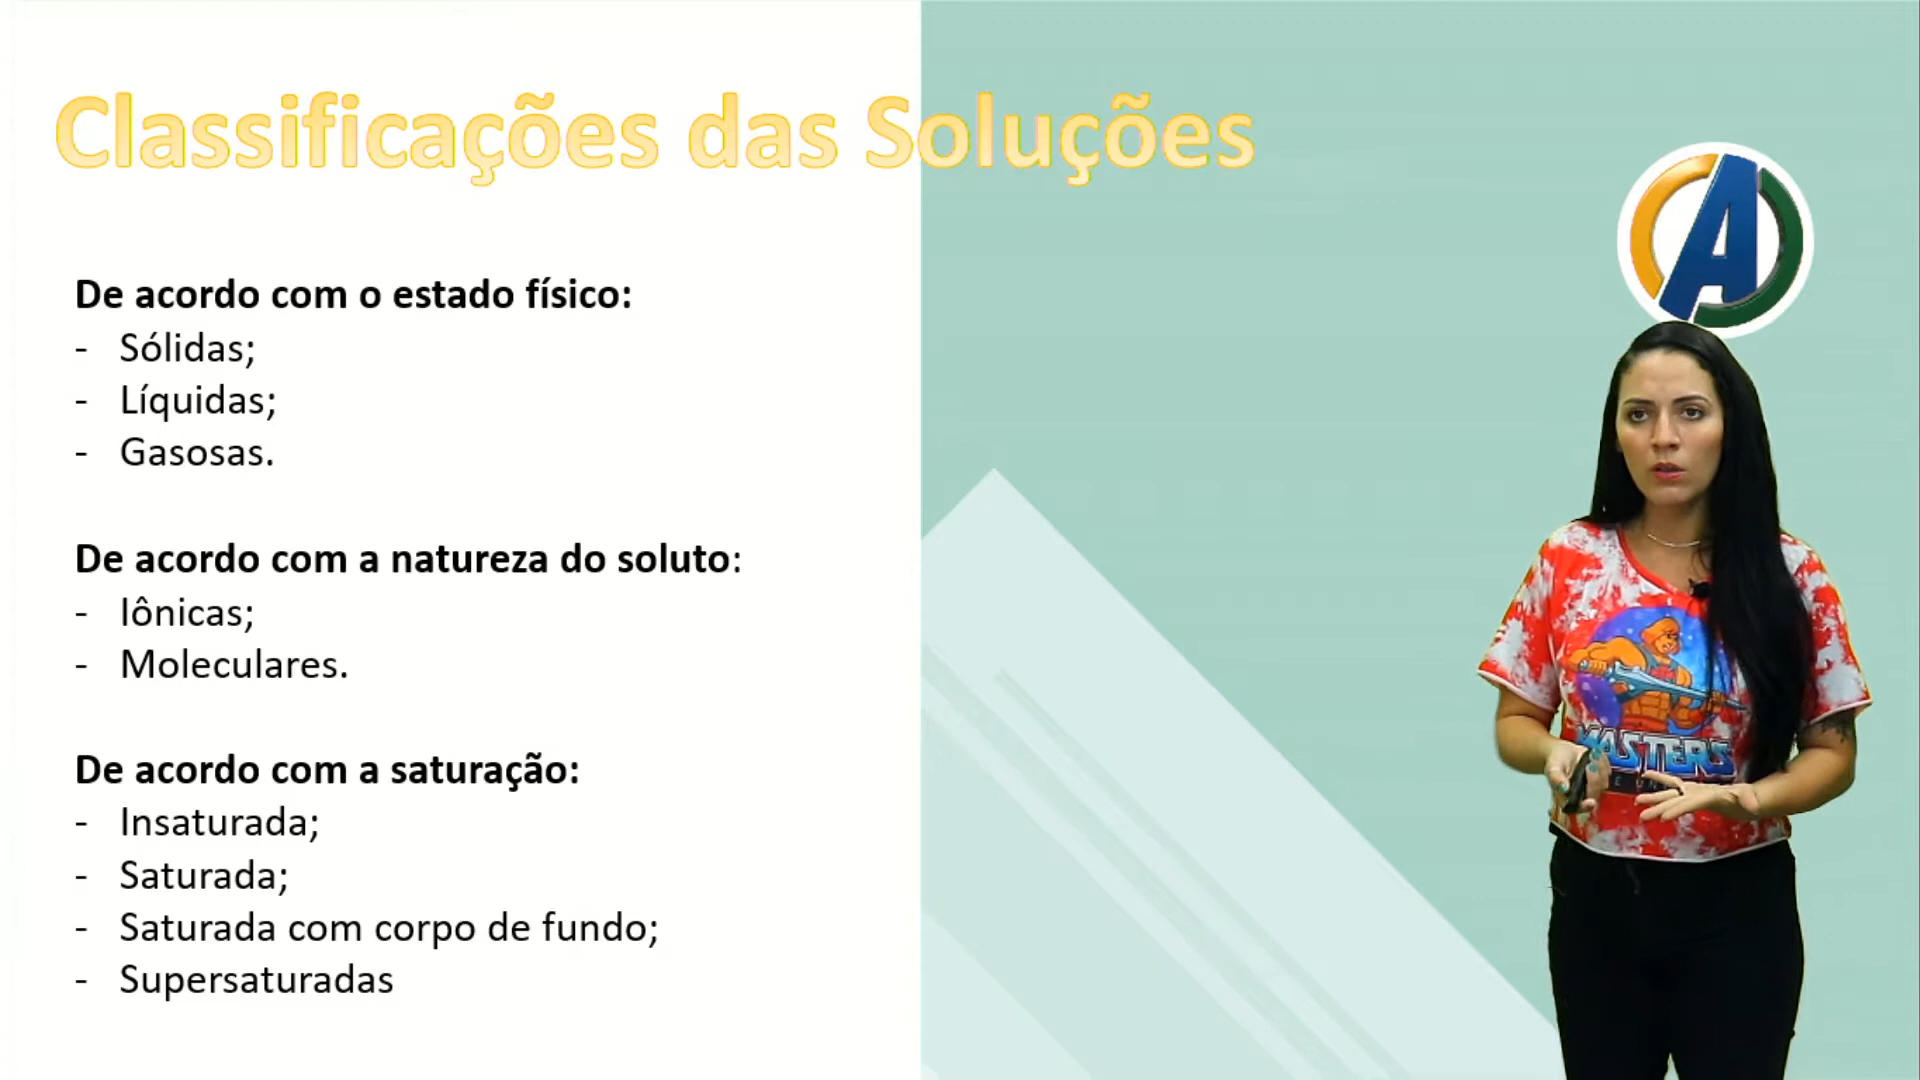 Classificações das Soluções
De acordo com o estado físico:
- Sólidas;
- Líquidas;
- Gasosas.
De acordo com a natureza do soluto:
- Iônicas;
- Moleculares.
De acordo com a saturação:
- Insaturada;
- Saturada;
- Saturada com corpo de fundo;
- Supersaturadas
A
MASTERS